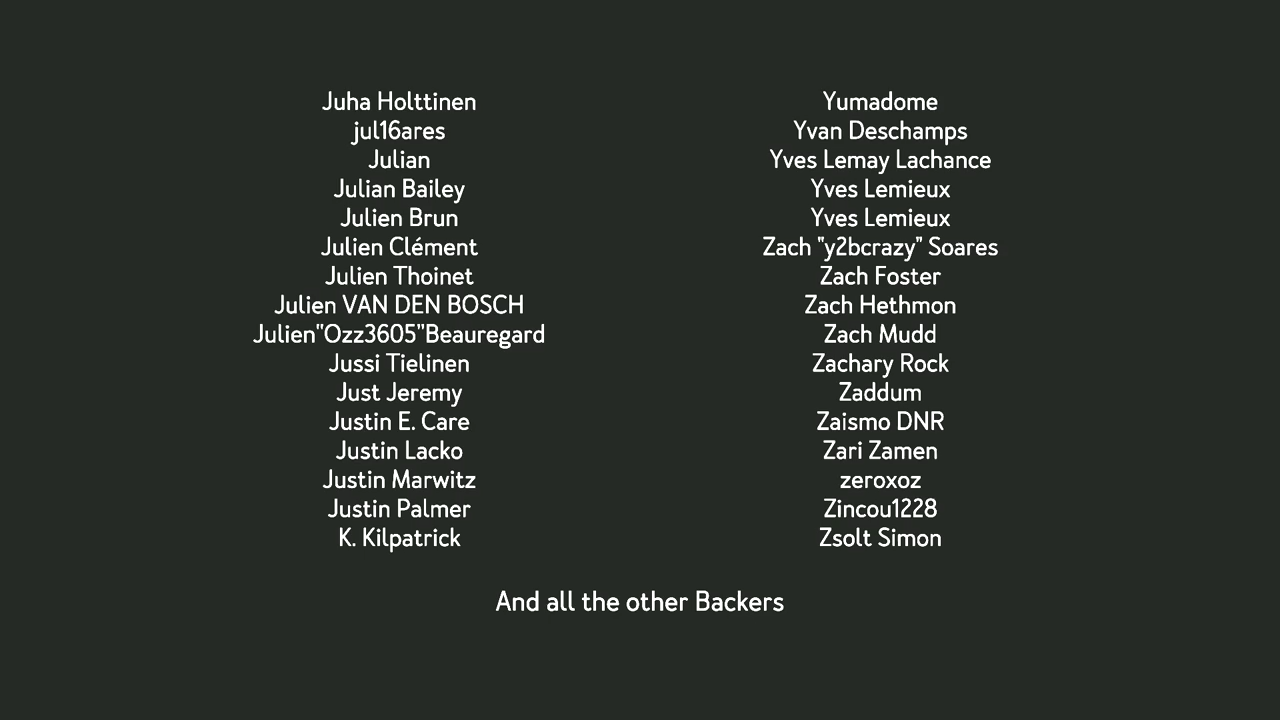 Juha Holttinen
jul16ares
Julian
Julian Bailey
Julien Brun
Julien Clément
Julien Thoinet
Julien VAN DEN BOSCH
Julien"Ozz3605"Beauregard
Jussi Tielinen
Just Jeremy
Justin E. Care
Justin Lacko
Justin Marwitz
Justin Palmer
K. Kilpatrick
Yumadome
Yvan Deschamps
Yves Lemay Lachance
Yves Lemieux
Yves Lemieux
Zach "y2bcrazy" Soares
Zach Foster
Zach Hethmon
Zach Mudd
Zachary Rock
Zaddum
Zaismo DNR
Zari Zamen
zeroxoz
Zincou1228
Zsolt Simon
And all the other Backers